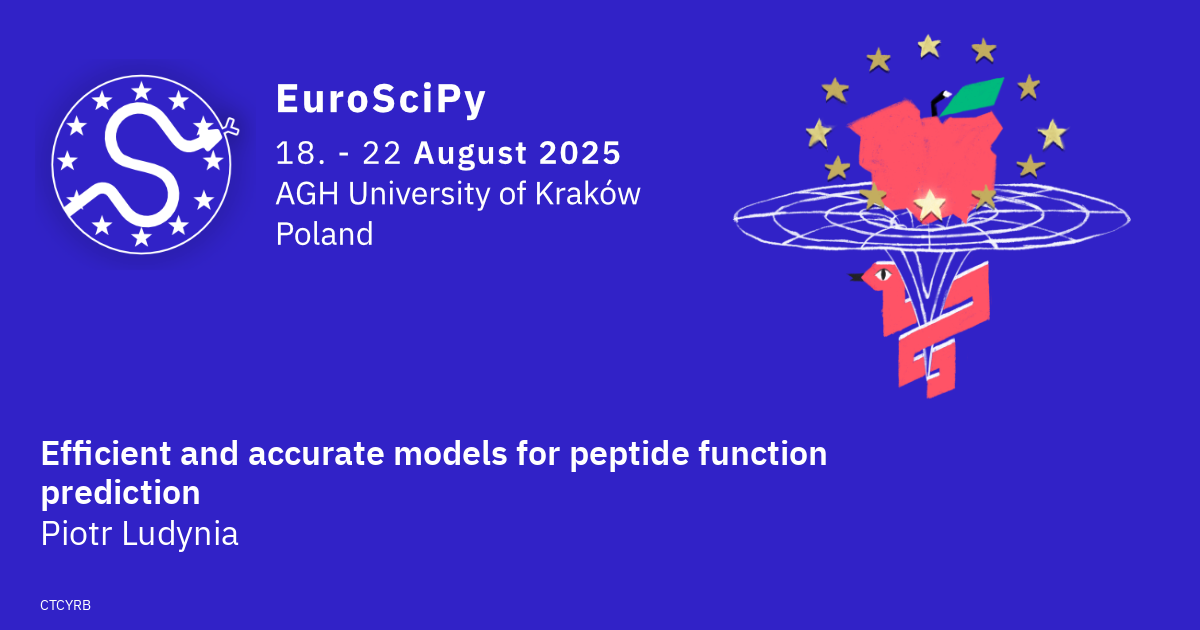 EuroSciPy
18. - 22 August 2025
AGH University of Kraków
Poland
Efficient and accurate models for peptide function
prediction
Piotr Ludynia
CTCYRB